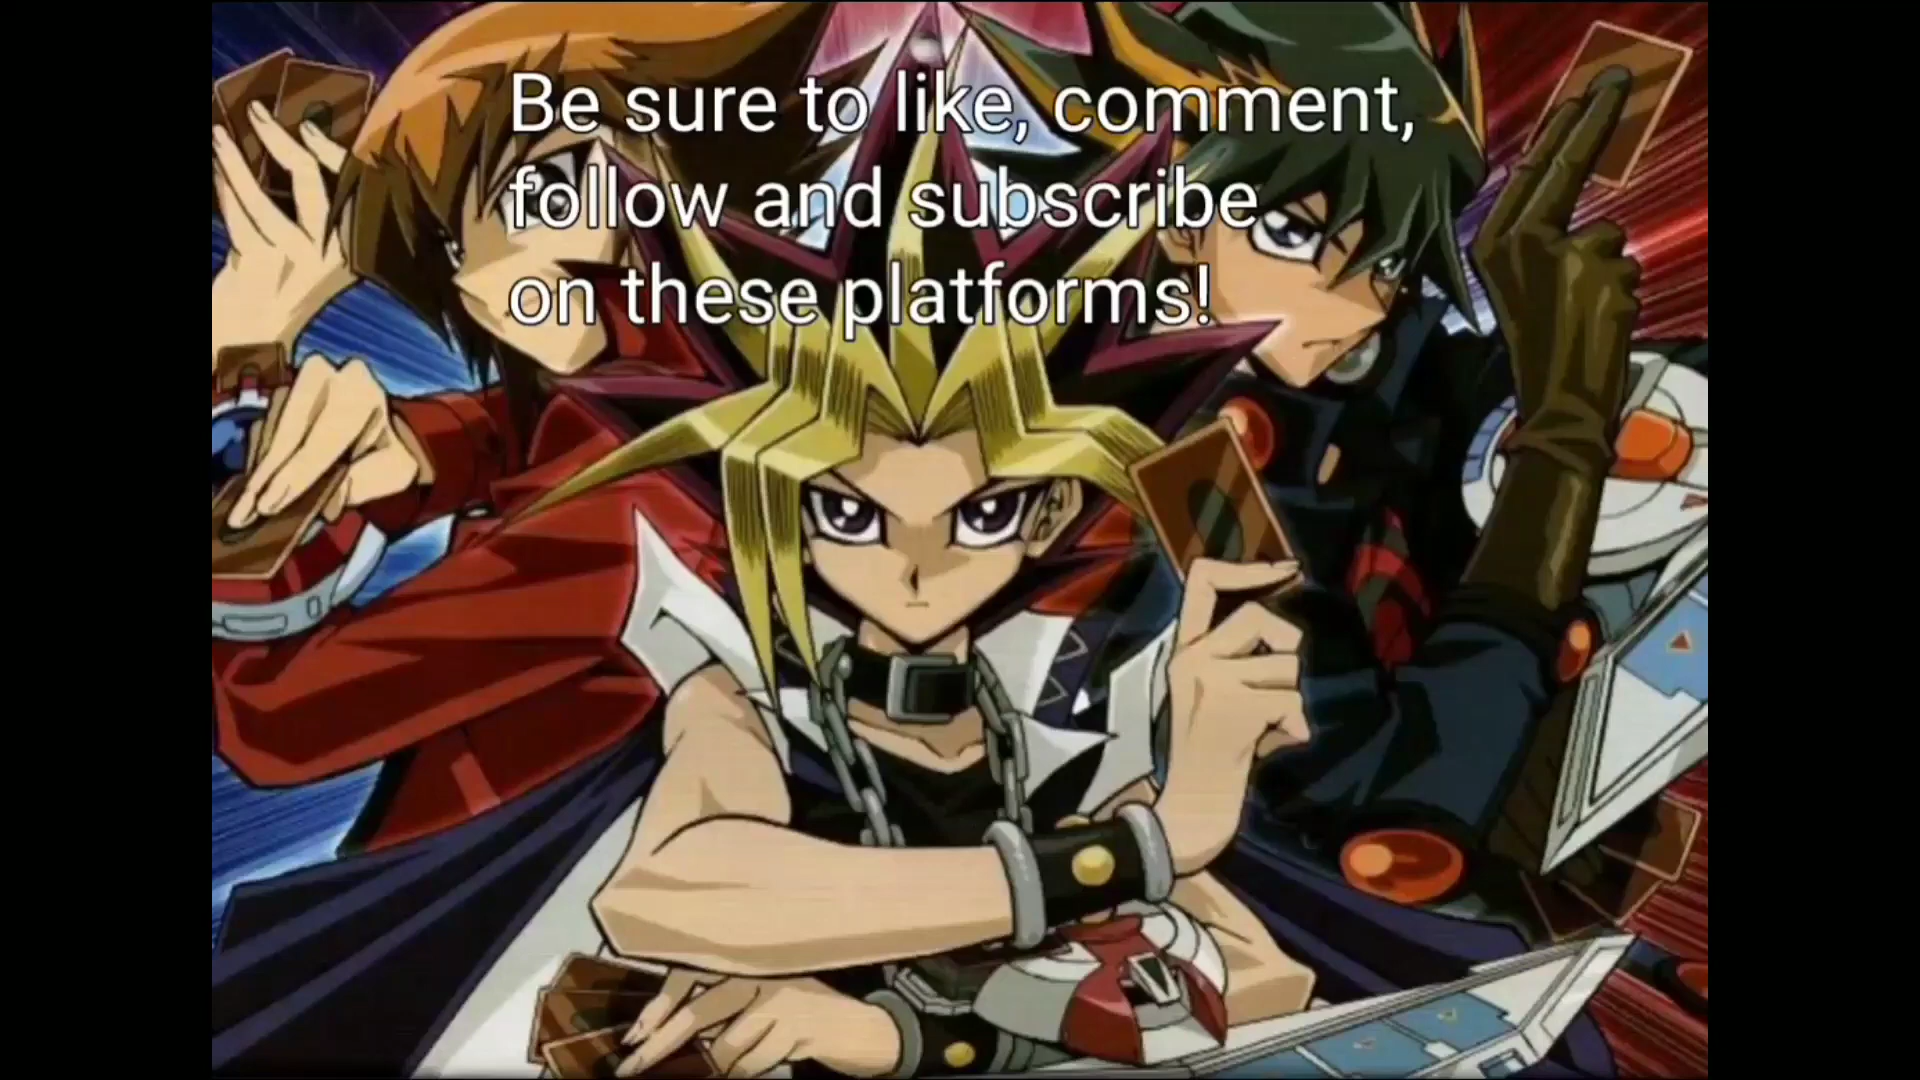 Be sure to like, comment,
follow and subscribe
on these platforms!